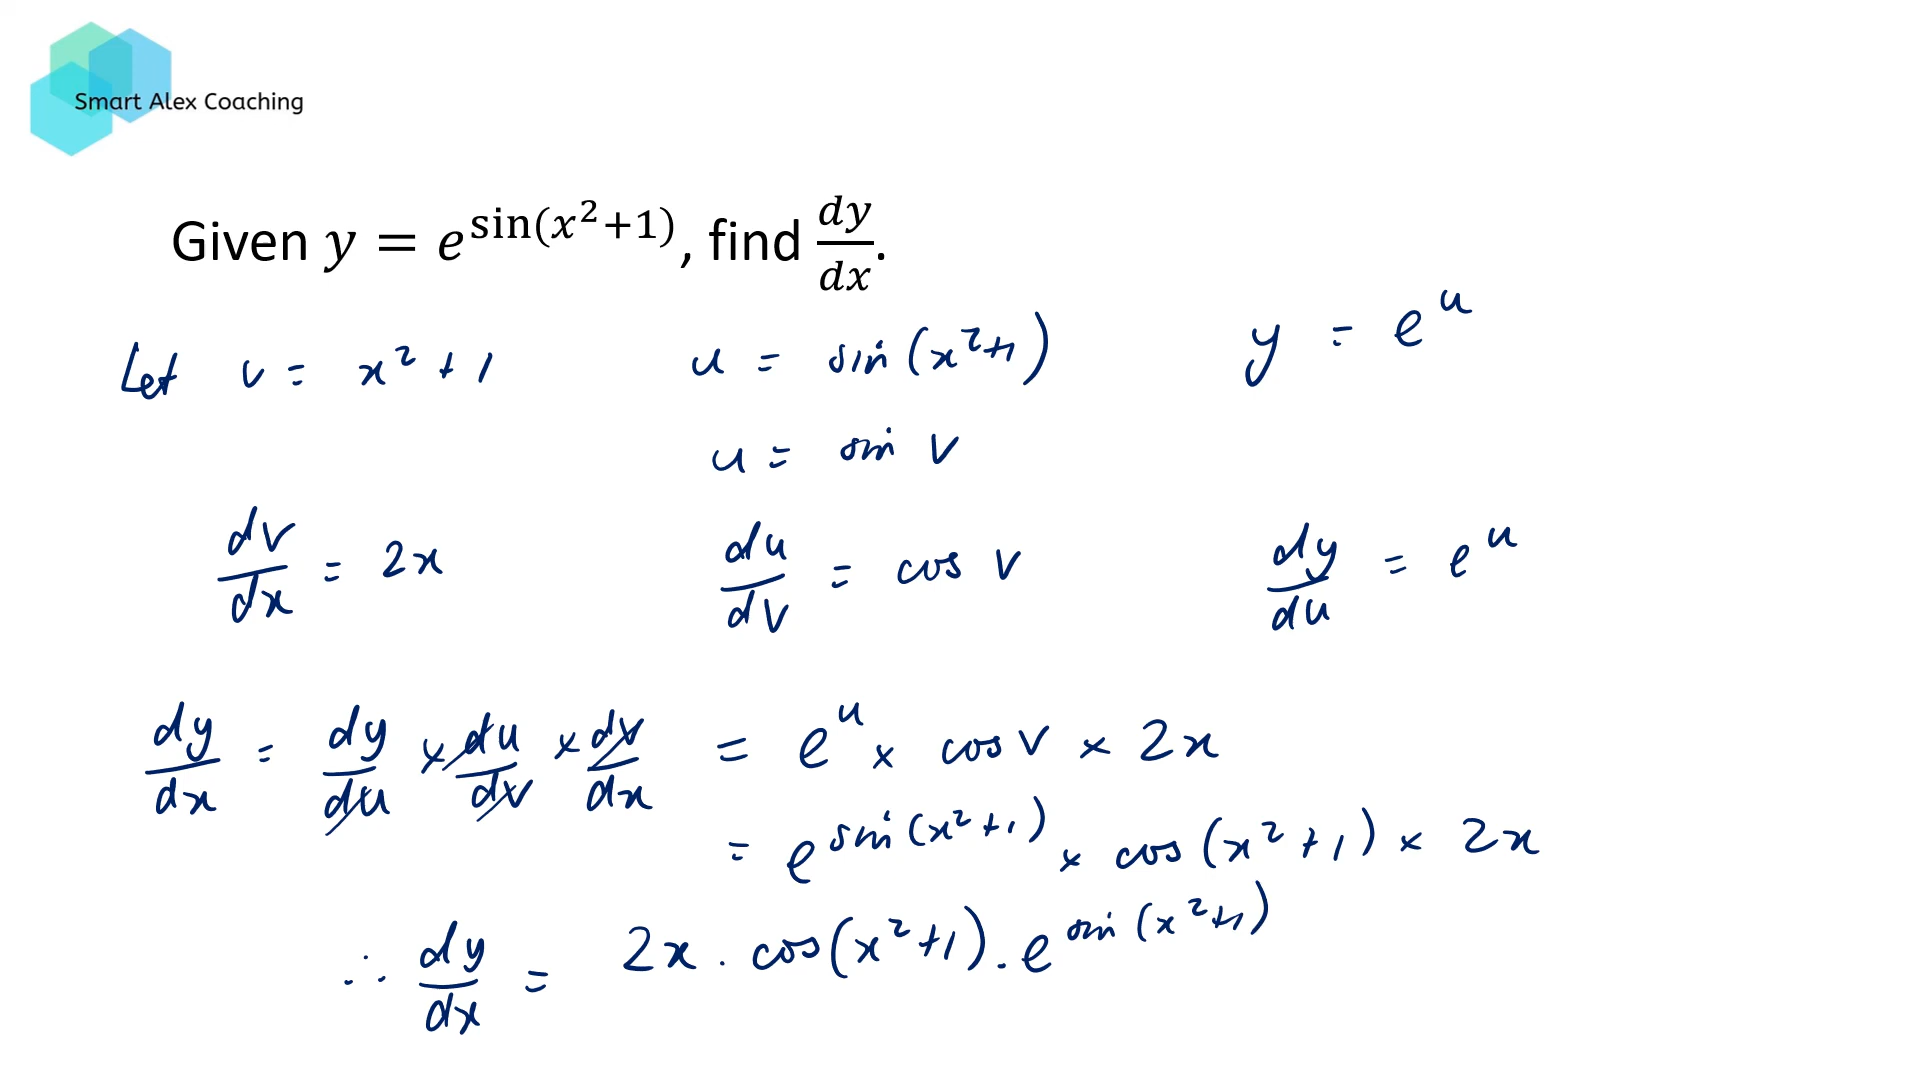 Smart Alex Coaching
Given y = e^sin(x²+1), find dy/dx.
Let v = x² + 1 u = sin(x²+1) y = e^u
u = sin v
dv/dx = 2x du/dv = cos v dy/du = e^u
dy/dx = dy/du × du/dv × dv/dx = e^u × cos v × 2x
= e^sin(x²+1) × cos(x²+1) × 2x
∴ dy/dx = 2x . cos(x²+1) . e^sin(x²+1)